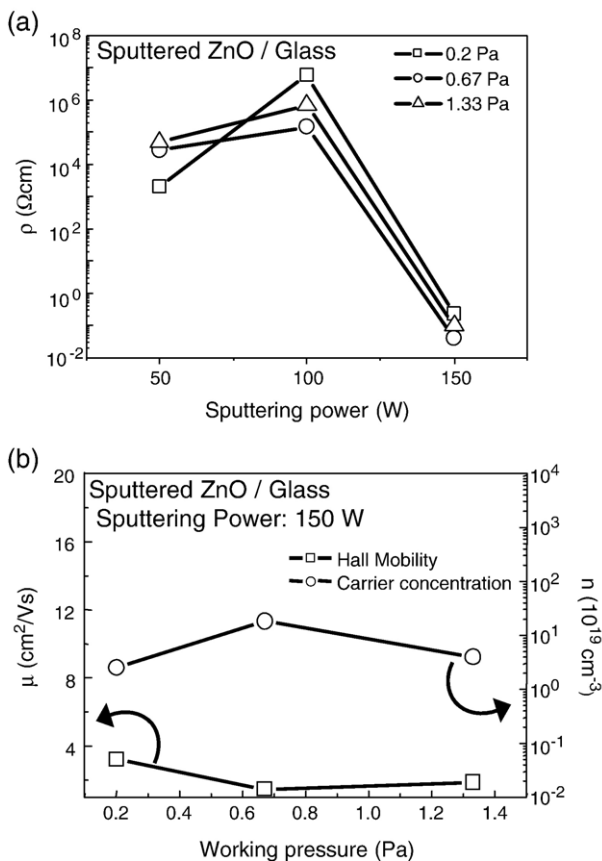 (a)
Sputtered ZnO / Glass
0.2 Pa
0.67 Pa
1.33 Pa
10^8
10^6
10^4
10^2
10^0
10^-2
ρ (Ωcm)
50
100
150
Sputtering power (W)
(b)
Sputtered ZnO / Glass
Sputtering Power: 150 W
Hall Mobility
Carrier concentration
20
16
12
8
4
μ (cm^2/Vs)
10^4
10^3
10^2
10^1
10^0
10^-1
10^-2
n (10^19 cm^-3)
0.2
0.4
0.6
0.8
1.0
1.2
1.4
Working pressure (Pa)